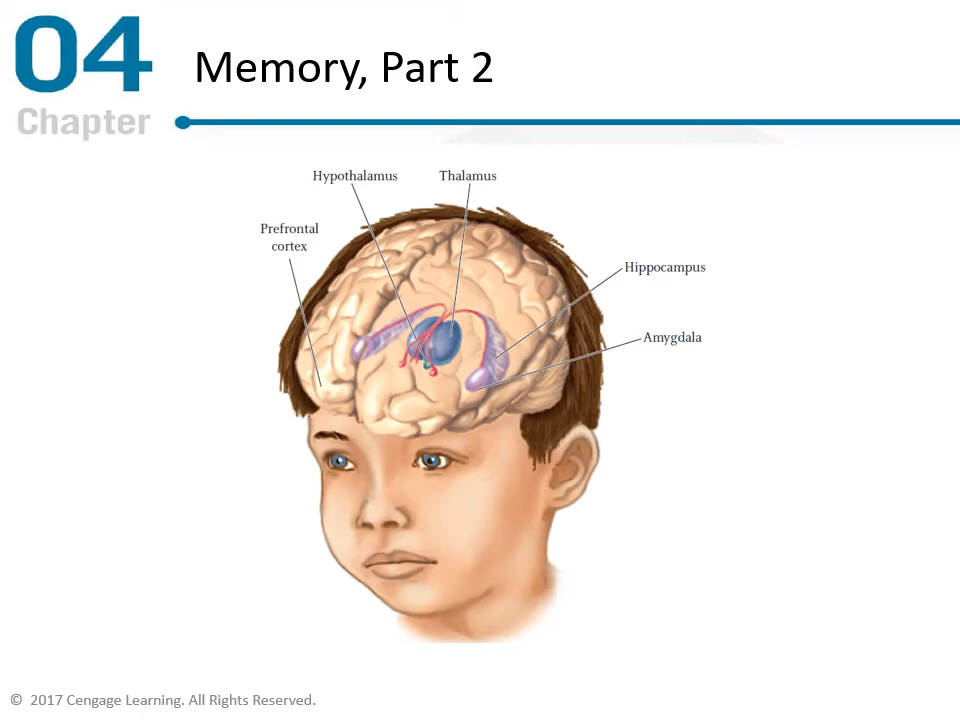 04
Chapter
Memory, Part 2
Hypothalamus
Thalamus
Prefrontal
cortex
Hippocampus
Amygdala
© 2017 Cengage Learning. All Rights Reserved.